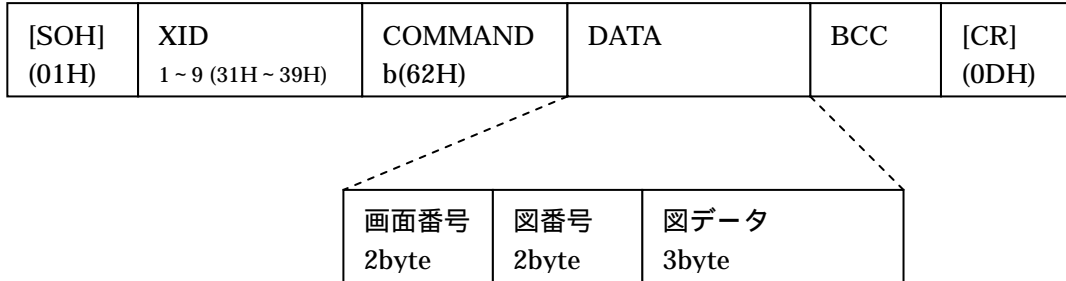 [SOH] XID COMMAND DATA BCC [CR]
(01H) 1~9 (31H~39H) b(62H) (0DH)
画面番号 図番号 図データ
2byte 2byte 3byte